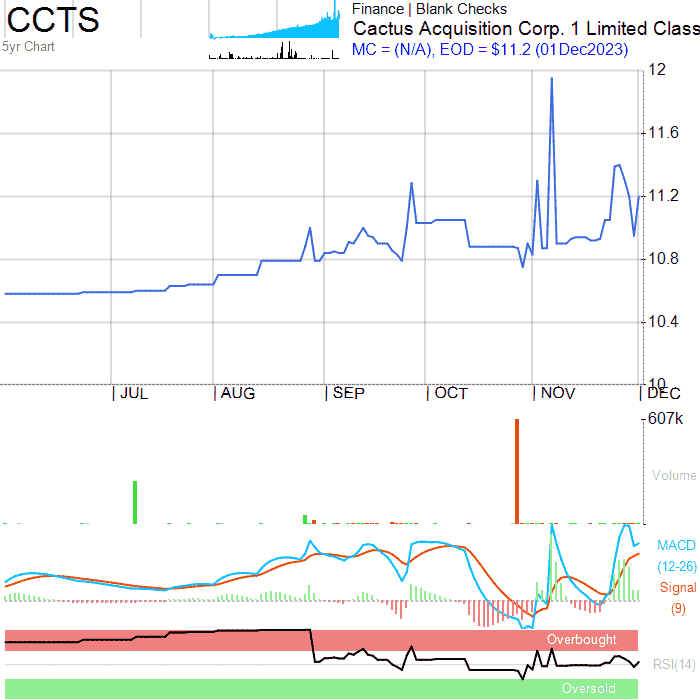 CCTS
5yr Chart
Finance | Blank Checks
Cactus Acquisition Corp. 1 Limited Class
MC = (N/A), EOD = $11.2 (01Dec2023)
12
11.6
11.2
10.8
10.4
10
JUL
AUG
SEP
OCT
NOV
DEC
607k
Volume
MACD
(12-26)
Signal
(9)
Overbought
RSI(14)
Oversold